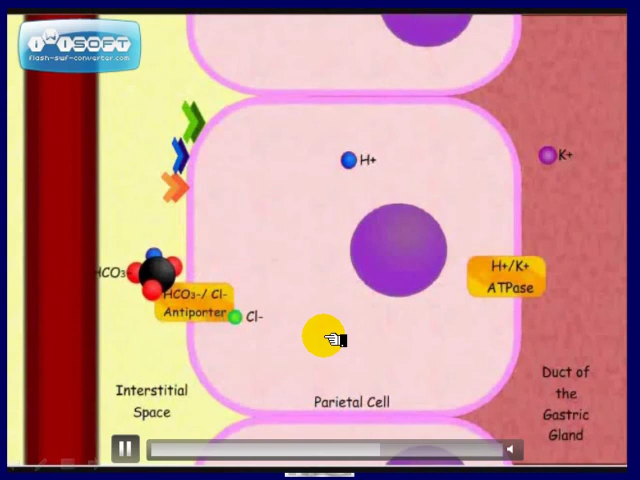 iWiSOFT
flash-swf-converter.com
H+
K+
H+/K+
ATPase
HCO3-
HCO3-/ Cl-
Antiporter
Cl-
Interstitial
Space
Parietal Cell
Duct of
the
Gastric
Gland